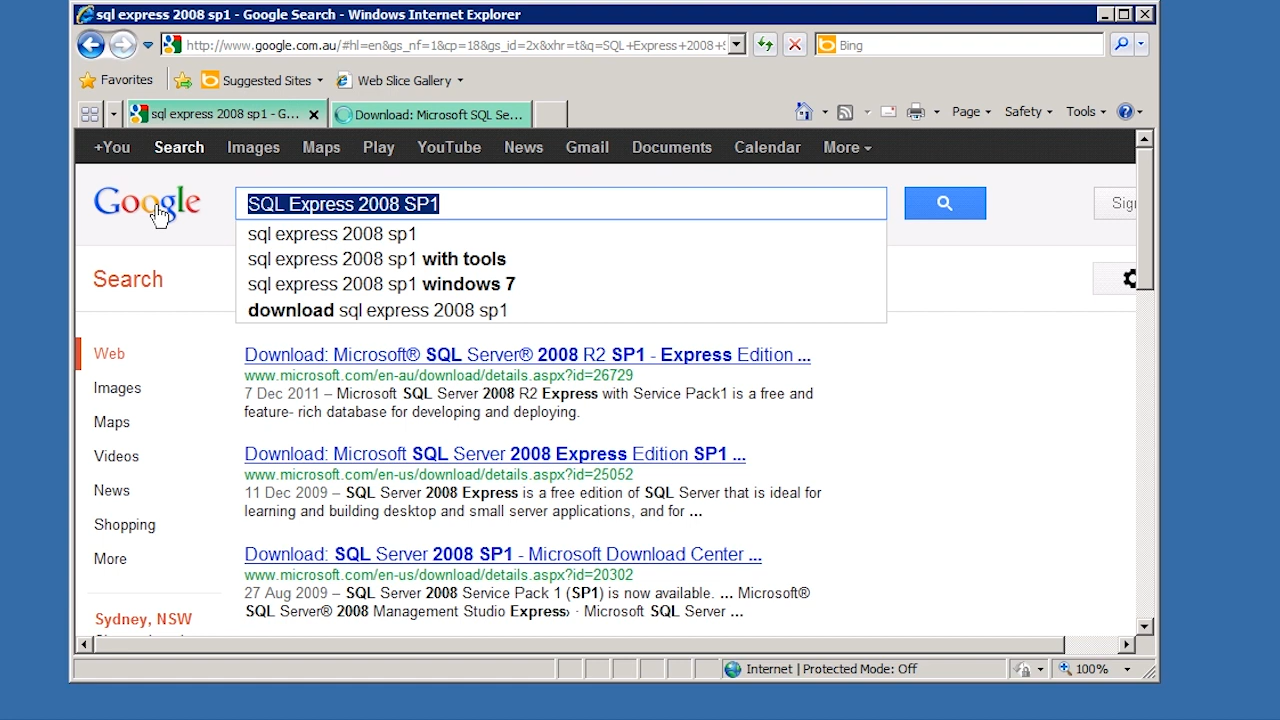 sql express 2008 sp1 - Google Search - Windows Internet Explorer
http://www.google.com.au/#hl=en&gs_nf=1&cp=18&gs_id=2x&xhr=t&q=SQL+Express+2008+S
Bing
Favorites
Suggested Sites
Web Slice Gallery
sql express 2008 sp1 - G...
Download: Microsoft SQL Se...
Page
Safety
Tools
+You
Search
Images
Maps
Play
YouTube
News
Gmail
Documents
Calendar
More
Google
SQL Express 2008 SP1
Sign
sql express 2008 sp1
sql express 2008 sp1 with tools
sql express 2008 sp1 windows 7
download sql express 2008 sp1
Search
Web
Images
Maps
Videos
News
Shopping
More
Sydney, NSW
Download: Microsoft® SQL Server® 2008 R2 SP1 - Express Edition ...
www.microsoft.com/en-au/download/details.aspx?id=26729
7 Dec 2011 – Microsoft SQL Server 2008 R2 Express with Service Pack1 is a free and
feature- rich database for developing and deploying.
Download: Microsoft SQL Server 2008 Express Edition SP1 ...
www.microsoft.com/en-us/download/details.aspx?id=25052
11 Dec 2009 – SQL Server 2008 Express is a free edition of SQL Server that is ideal for
learning and building desktop and small server applications, and for ...
Download: SQL Server 2008 SP1 - Microsoft Download Center ...
www.microsoft.com/en-us/download/details.aspx?id=20302
27 Aug 2009 – SQL Server 2008 Service Pack 1 (SP1) is now available. ... Microsoft®
SQL Server® 2008 Management Studio Express› · Microsoft SQL Server ...
Internet | Protected Mode: Off
100%